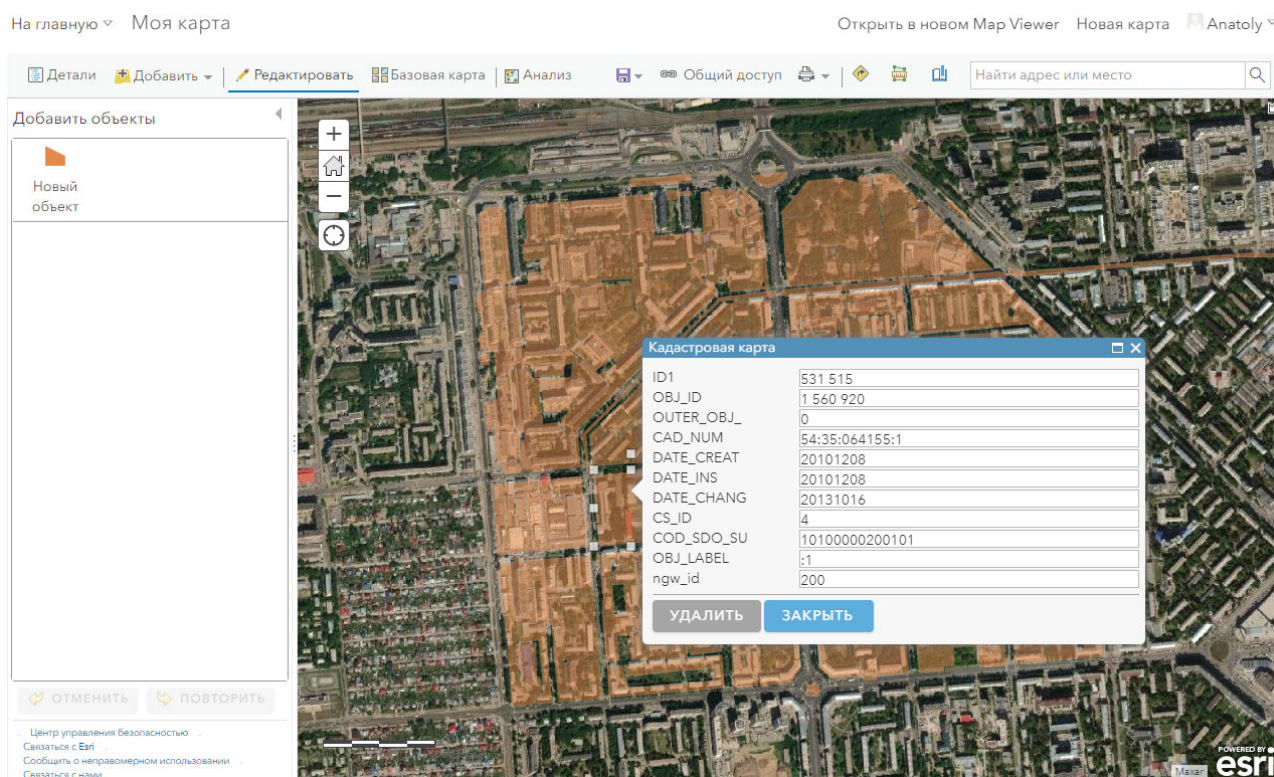 На главную Моя карта Открыть в новом Map Viewer Новая карта Anatoly
Детали Добавить Редактировать Базовая карта Анализ Общий доступ Найти адрес или место
Добавить объекты
Новый
объект
Кадастровая карта
ID1 531 515
OBJ_ID 1 560 920
OUTER_OBJ_ 0
CAD_NUM 54:35:064155:1
DATE_CREAT 20101208
DATE_INS 20101208
DATE_CHANG 20131016
CS_ID 4
COD_SDO_SU 10100000200101
OBJ_LABEL :1
ngw_id 200
УДАЛИТЬ ЗАКРЫТЬ
ОТМЕНИТЬ ПОВТОРИТЬ
Центр управления безопасностью
Связаться с Esri
Сообщить о неправомерном использовании
Связаться с нами
Maxar
POWERED BY
esri